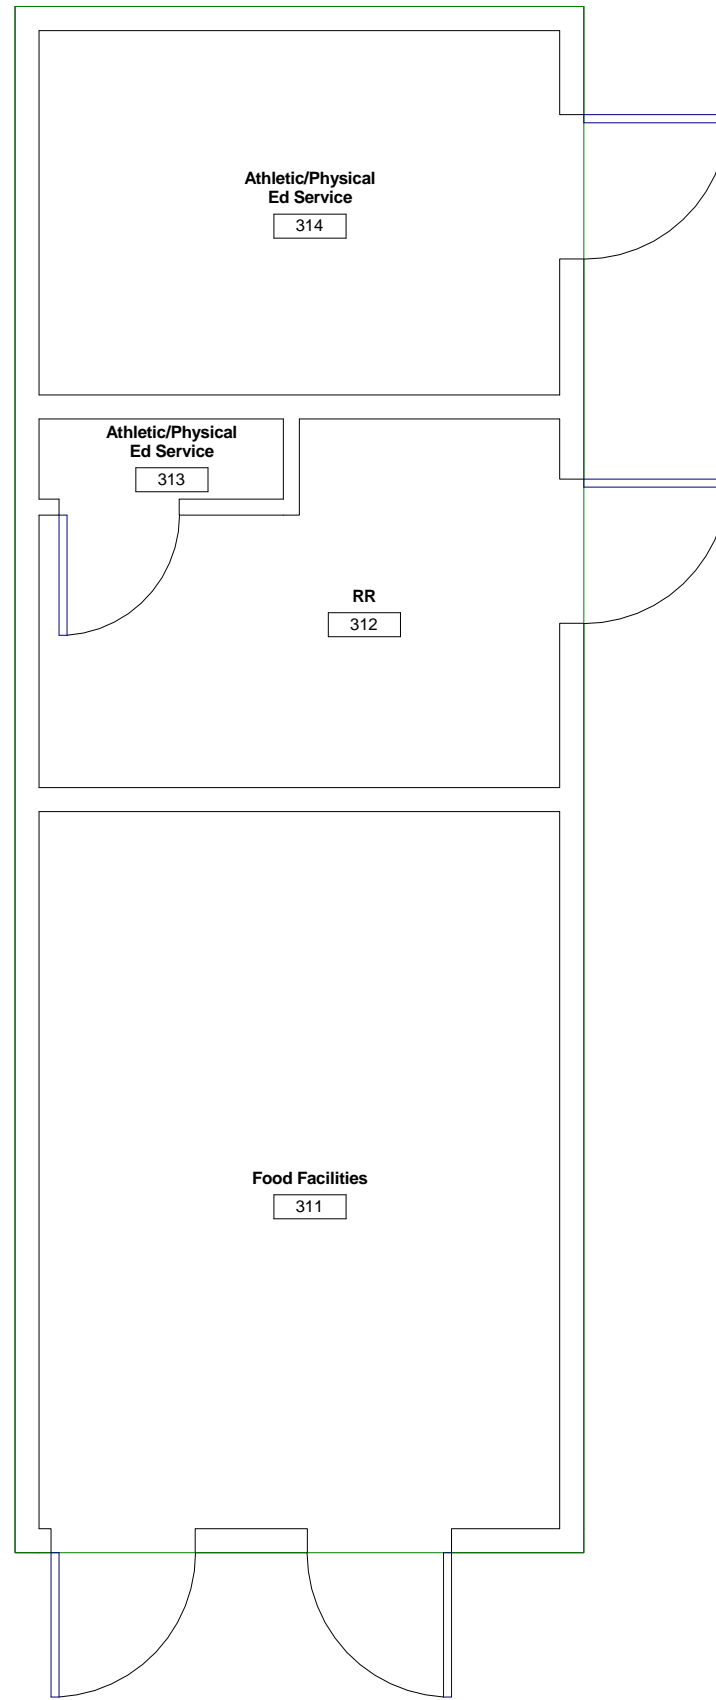 Athletic/Physical
Ed Service
314
Athletic/Physical
Ed Service
313
RR
312
Food Facilities
311